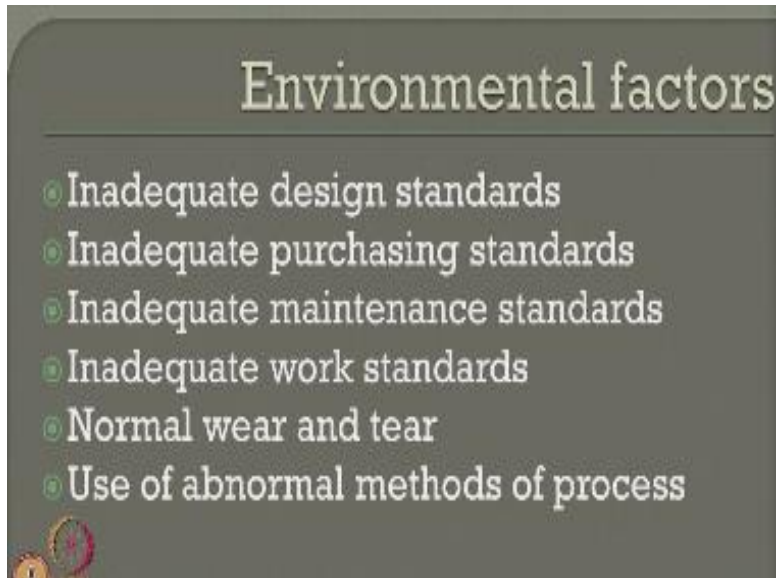 Environmental factors
Inadequate design standards
Inadequate purchasing standards
Inadequate maintenance standards
Inadequate work standards
Normal wear and tear
Use of abnormal methods of process